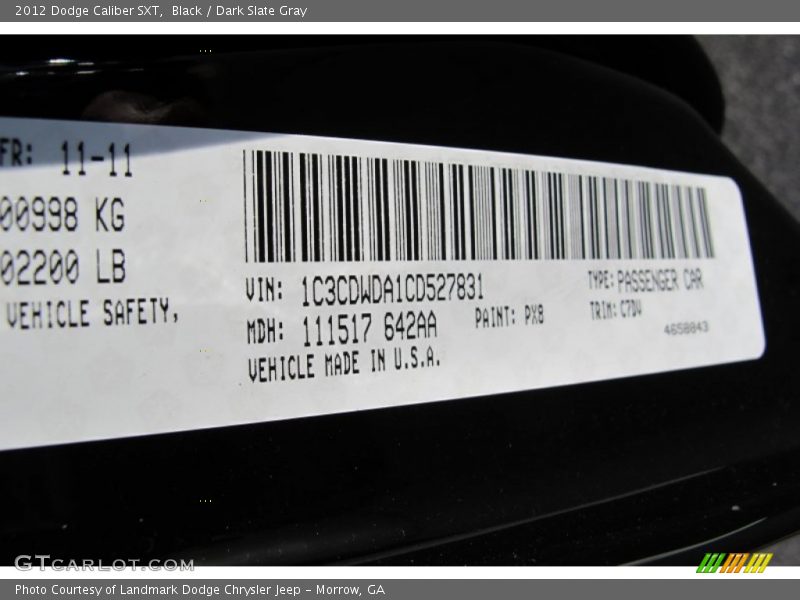 2012 Dodge Caliber SXT, Black / Dark Slate Gray
FR: 11-11
00998 KG
02200 LB
VEHICLE SAFETY,
VIN: 1C3CDWDA1CD527831
TYPE: PASSENGER CAR
MDH: 111517 642AA
PAINT: PX8
TRIM: C7DV
4658843
VEHICLE MADE IN U.S.A.
GTCARLOT.COM
Photo Courtesy of Landmark Dodge Chrysler Jeep - Morrow, GA